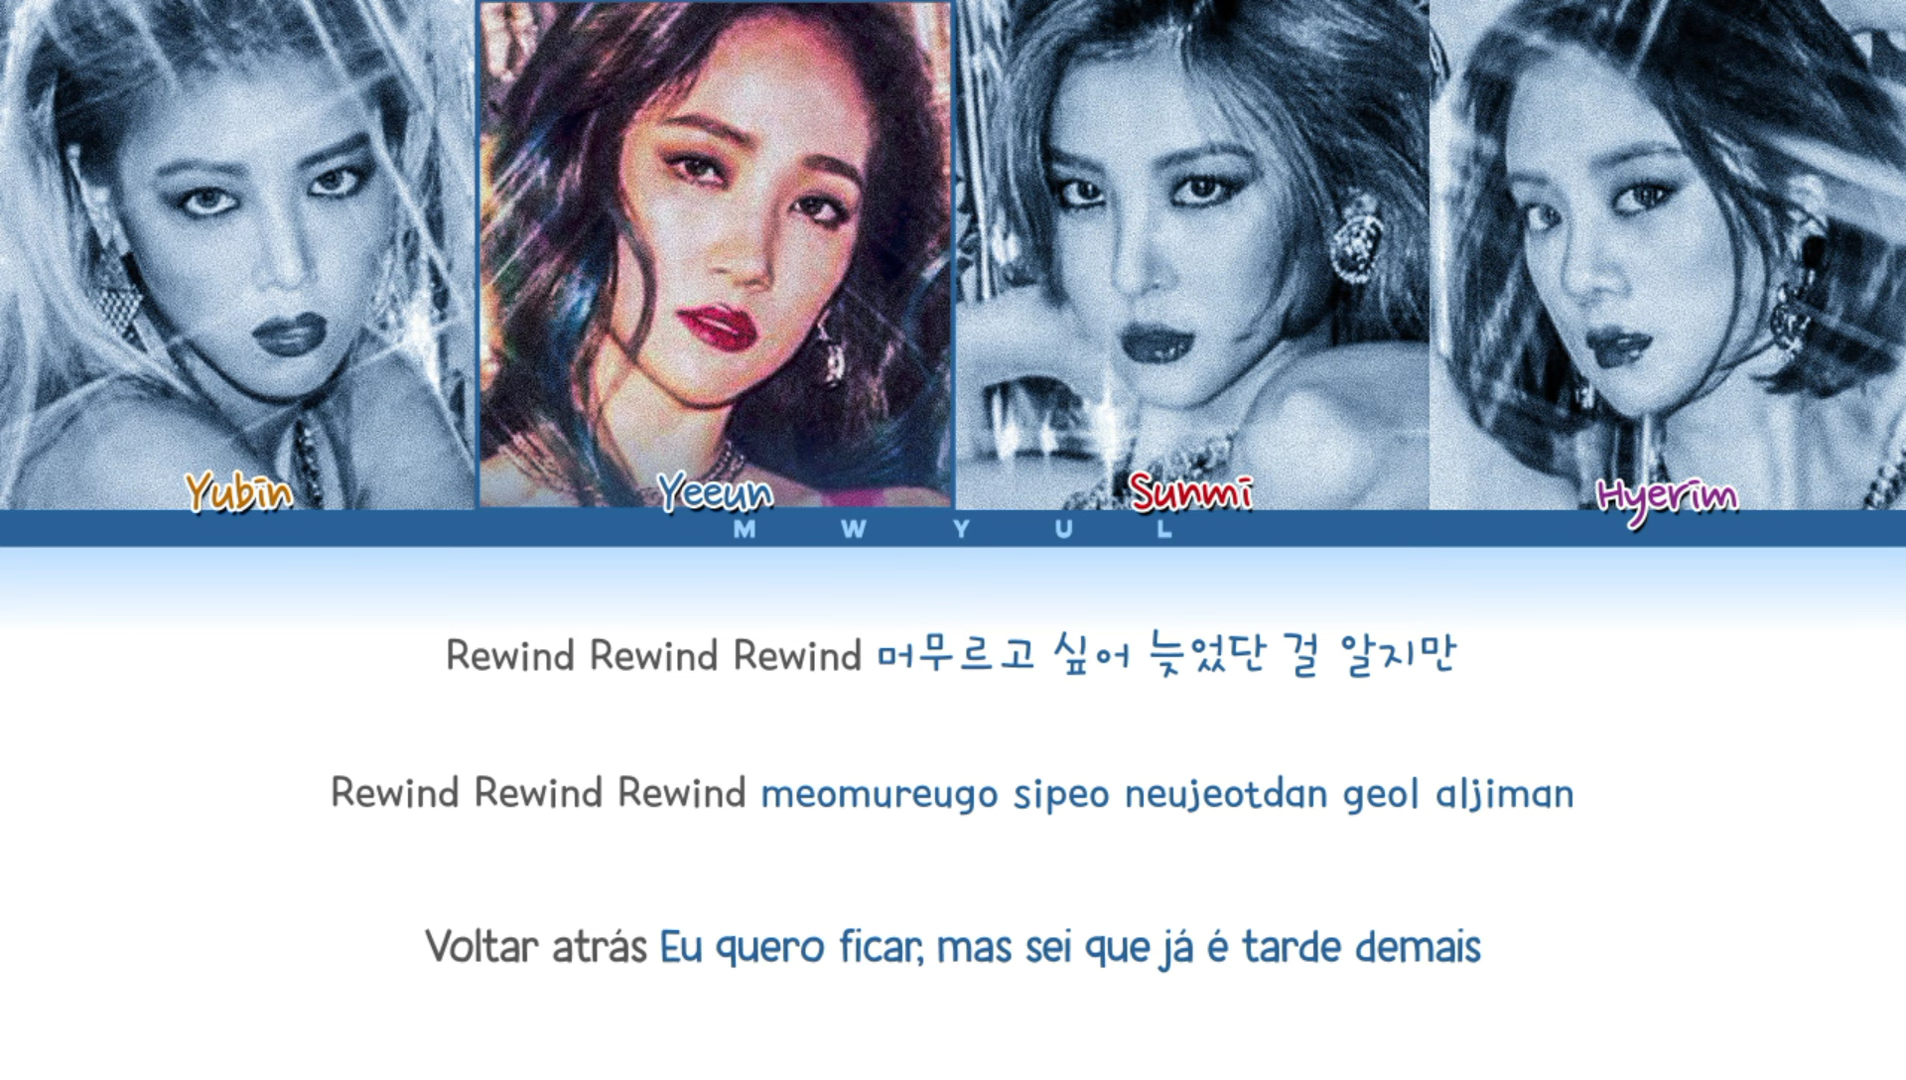 Yubin
Yeeun
Sunmi
Hyerim
M W Y U L
Rewind Rewind Rewind 머무르고 싶어 늦었단 걸 알지만
Rewind Rewind Rewind meomureugo sipeo neujeotdan geol aljiman
Voltar atrás Eu quero ficar, mas sei que já é tarde demais